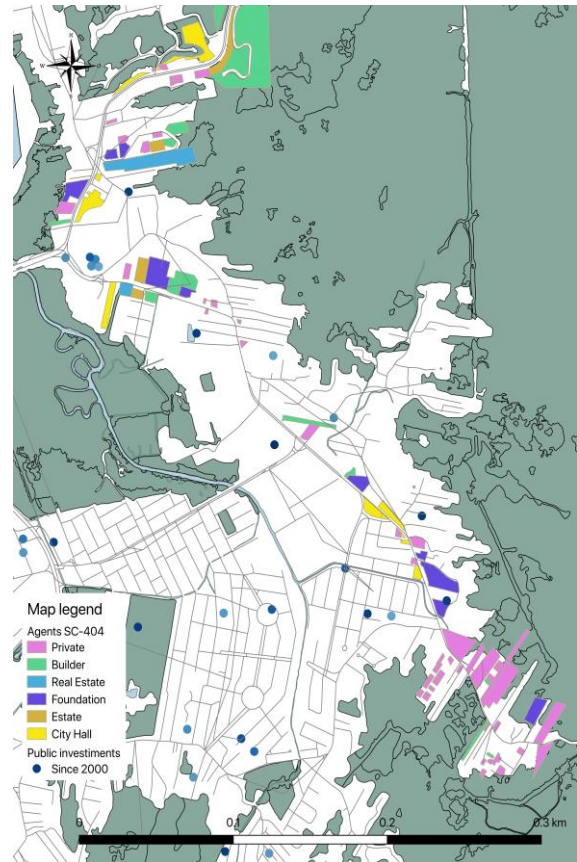 N
W
E
S
Map legend
Agents SC-404
Private
Builder
Real Estate
Foundation
Estate
City Hall
Public investiments
Since 2000
0 0.1 0.2 0.3 km